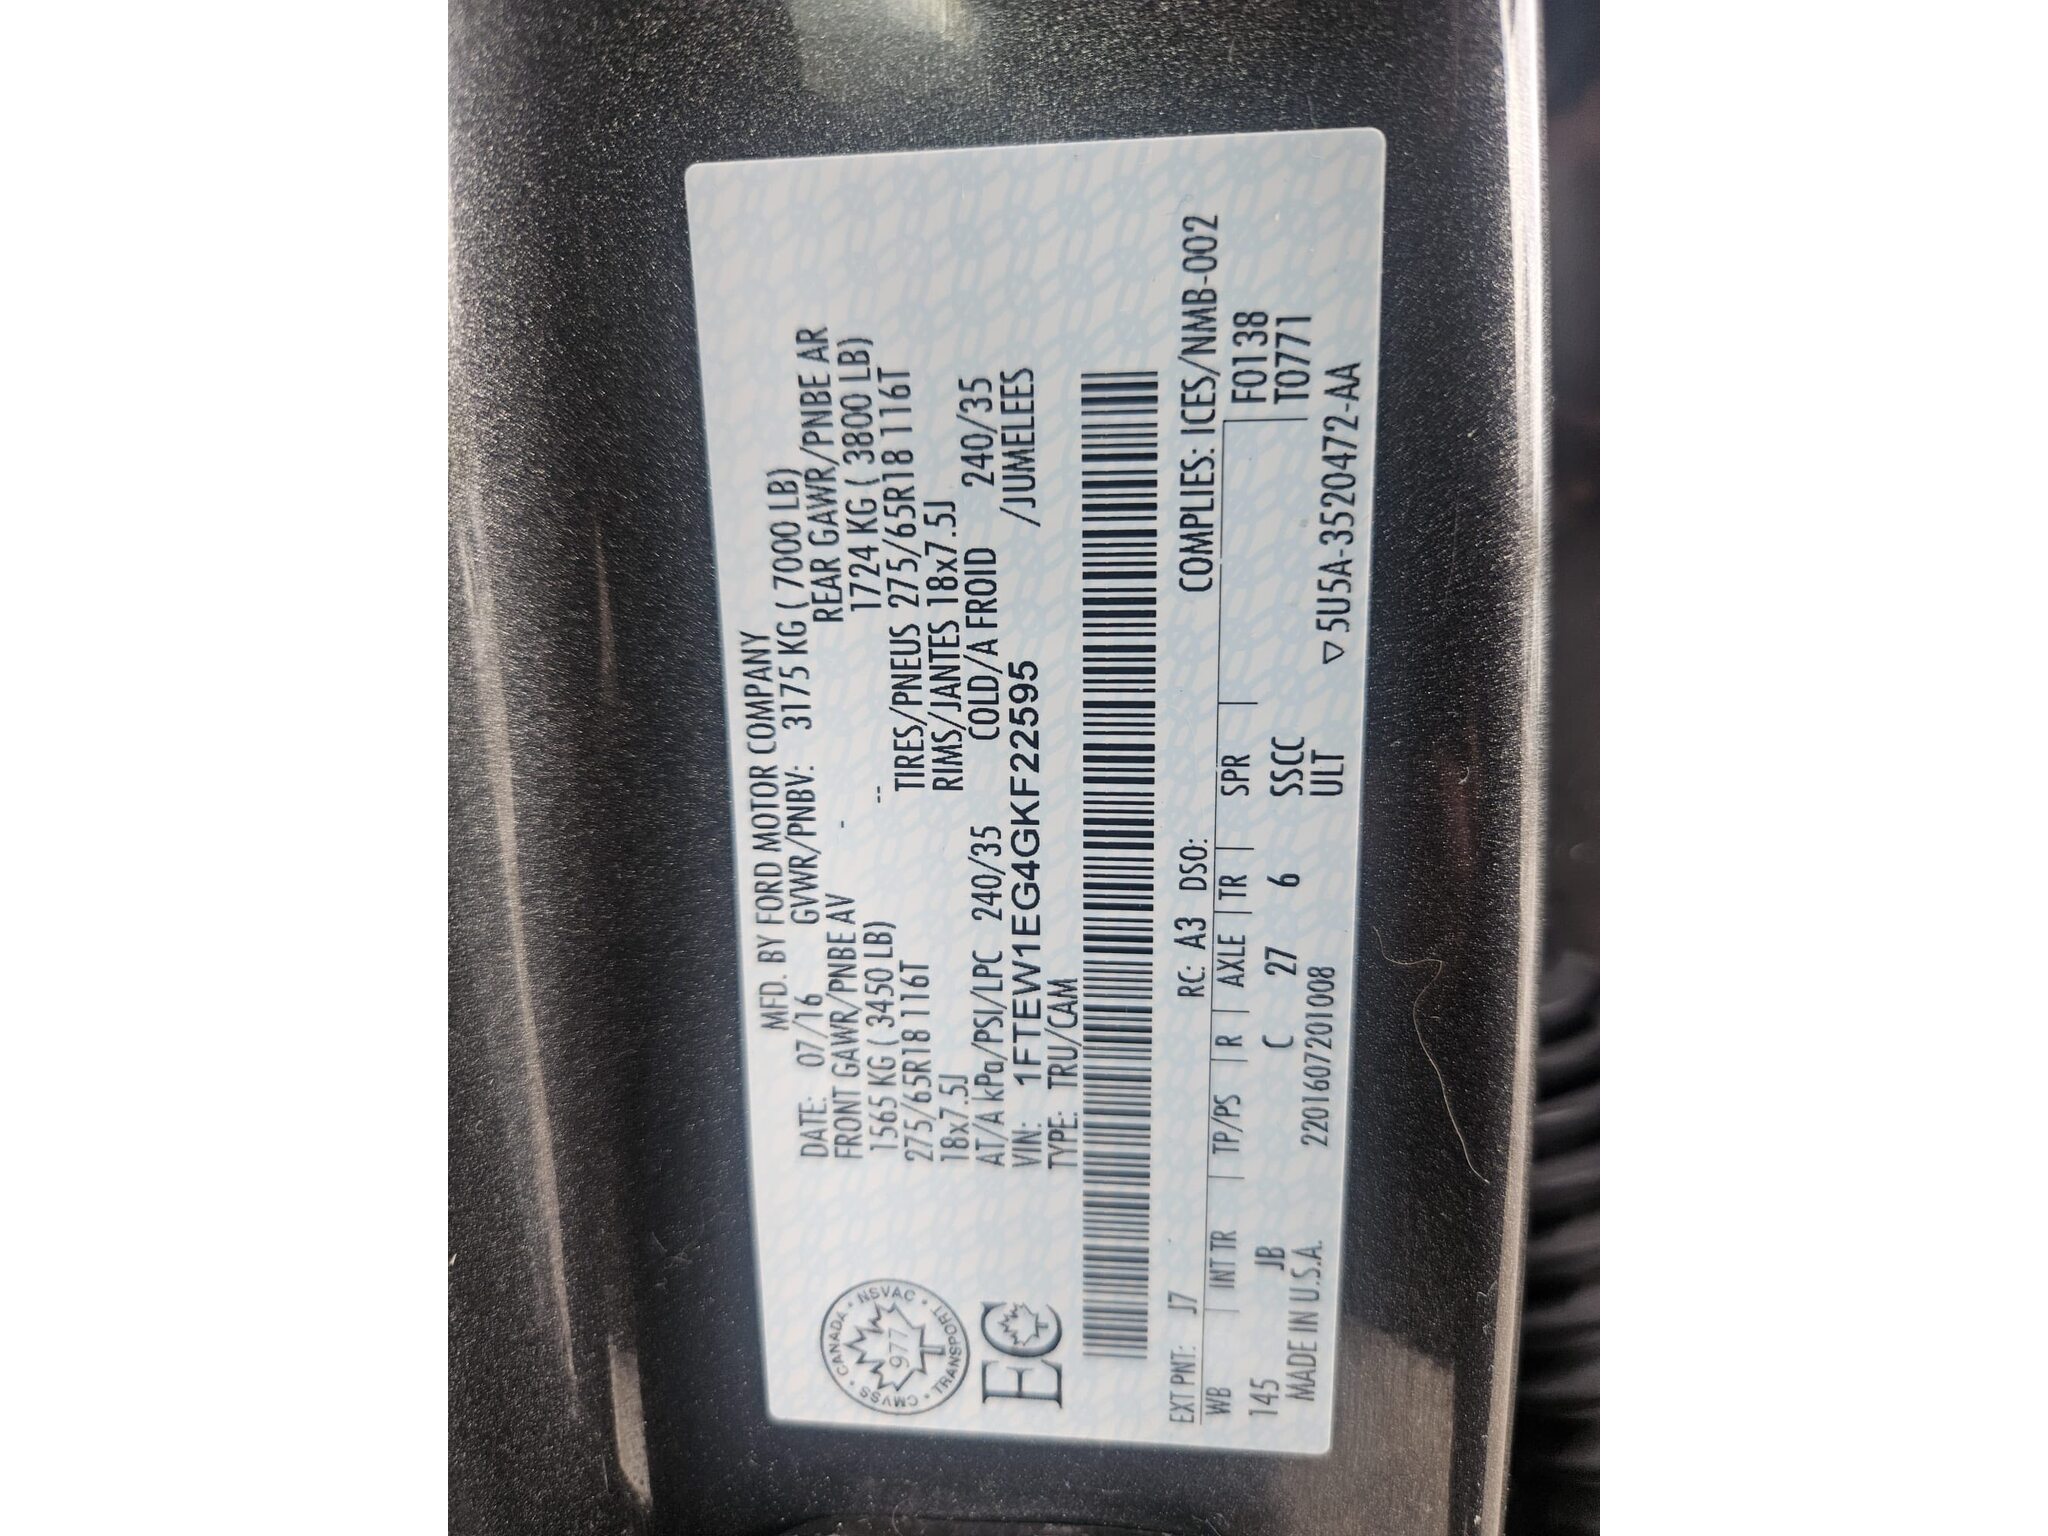 MFD. BY FORD MOTOR COMPANY
DATE: 07/16 GVWR/PNBV: 3175 KG ( 7000 LB)
FRONT GAWR/PNBE AV - REAR GAWR/PNBE AR
1565 KG ( 3450 LB) -- 1724 KG ( 3800 LB)
275/65R18 116T TIRES/PNEUS 275/65R18 116T
18x7.5J RIMS/JANTES 18x7.5J
AT/A kPa/PSI/LPC 240/35 COLD/A FROID 240/35
VIN: 1FTEW1EG4GKF22595 /JUMELEES
TYPE: TRU/CAM
CANADA • NSVAC • TRANSPORT • CMVSS •
977
EC
COMPLIES: ICES/NMB-002
EXT PNT: J7 RC: A3 DSO:
WB | INT TR | TP/PS | R | AXLE | TR | SPR F0138
145 JB C 27 6 SSCC T0771
MADE IN U.S.A. 2201607201008 ULT
▽5U5A-3520472-AA